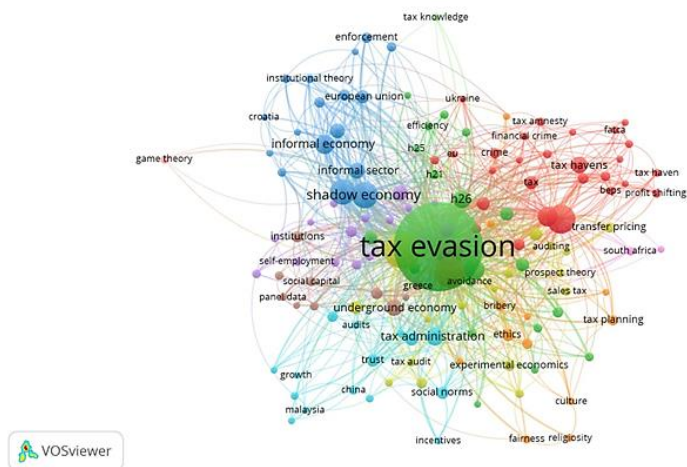 tax knowledge
enforcement
institutional theory
european union
ukraine
croatia
efficiency
tax amnesty
fatca
financial crime
informal economy
h25
eu
crime
game theory
tax havens
informal sector
h21
tax
tax haven
beps
profit shifting
shadow economy
h26
transfer pricing
institutions
tax evasion
auditing
south africa
self-employment
prospect theory
social capital
greece
avoidance
sales tax
panel data
underground economy
bribery
tax planning
audits
tax administration
ethics
trust
tax audit
experimental economics
growth
china
social norms
culture
malaysia
incentives
fairness
religiosity
VOSviewer